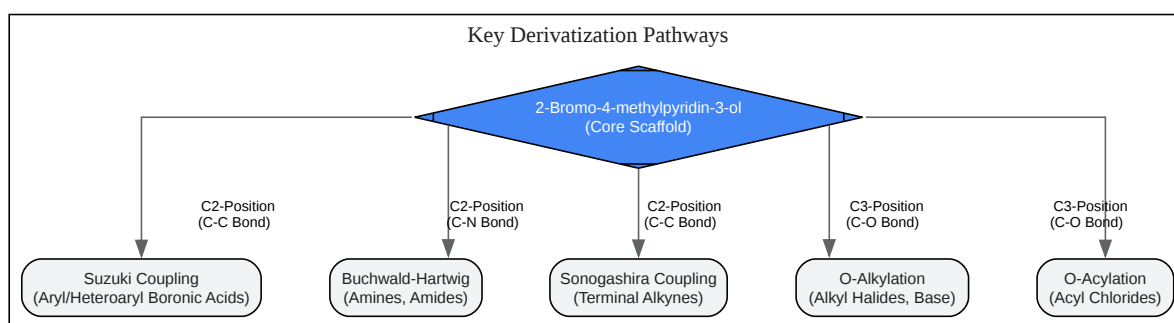 Key Derivatization Pathways
2-Bromo-4-methylpyridin-3-ol
(Core Scaffold)
C2-Position
(C-C Bond)
C2-Position
(C-N Bond)
C2-Position
(C-C Bond)
C3-Position
(C-O Bond)
C3-Position
(C-O Bond)
Suzuki Coupling
(Aryl/Heteroaryl Boronic Acids)
Buchwald-Hartwig
(Amines, Amides)
Sonogashira Coupling
(Terminal Alkynes)
O-Alkylation
(Alkyl Halides, Base)
O-Acylation
(Acyl Chlorides)